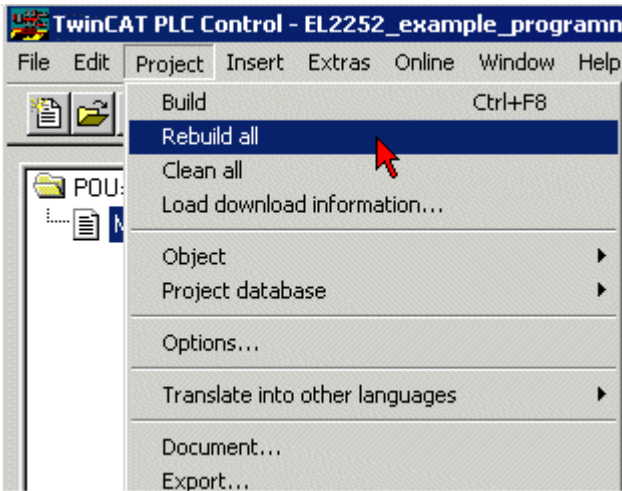 TwinCAT PLC Control - EL2252_example_programm
File Edit Project Insert Extras Online Window Help
Build Ctrl+F8
Rebuild all
Clean all
POUs
Load download information...
Object
Project database
Options...
Translate into other languages
Document...
Export...